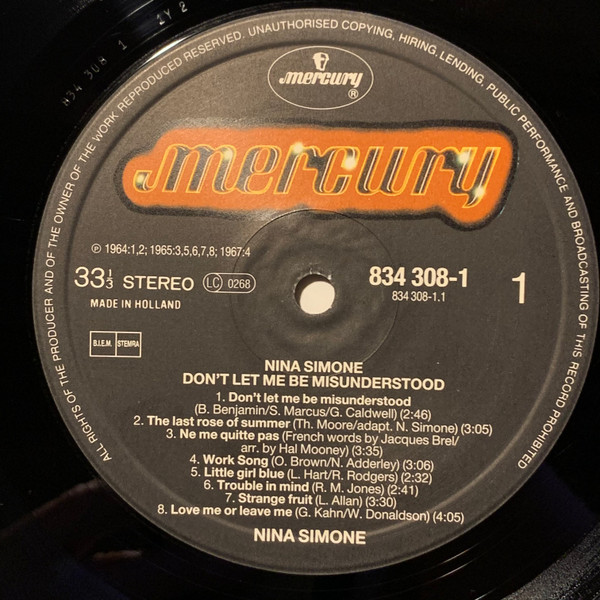 834 308 1 1Y 2
ALL RIGHTS OF THE PRODUCER AND OF THE OWNER OF THE WORK REPRODUCED RESERVED. UNAUTHORISED COPYING, HIRING, LENDING, PUBLIC PERFORMANCE AND BROADCASTING OF THIS RECORD PROHIBITED
mercury
®
mercury
℗ 1964:1,2; 1965:3,5,6,7,8; 1967:4
33 1/3 STEREO LC 0268
MADE IN HOLLAND
834 308-1 1
834 308-1.1
B.I.E.M. STEMRA
NINA SIMONE
DON'T LET ME BE MISUNDERSTOOD
1. Don't let me be misunderstood
(B. Benjamin/S. Marcus/G. Caldwell) (2:46)
2. The last rose of summer (Th. Moore/adapt. N. Simone) (3:05)
3. Ne me quitte pas (French words by Jacques Brel/
arr. by Hal Mooney) (3:35)
4. Work Song (O. Brown/N. Adderley) (3:06)
5. Little girl blue (L. Hart/R. Rodgers) (2:32)
6. Trouble in mind (R. M. Jones) (2:41)
7. Strange fruit (L. Allan) (3:30)
8. Love me or leave me (G. Kahn/W. Donaldson) (4:05)
NINA SIMONE